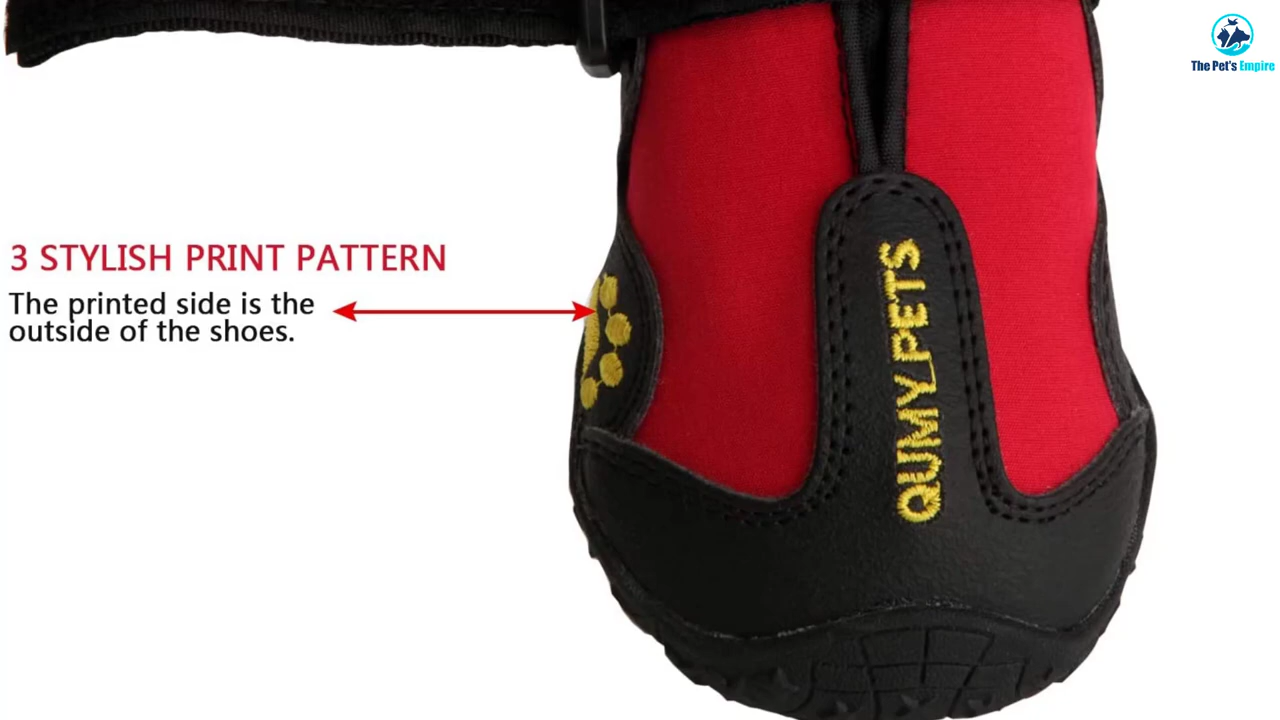 The Pet's Empire
3 STYLISH PRINT PATTERN
The printed side is the
outside of the shoes.
QUMY PETS